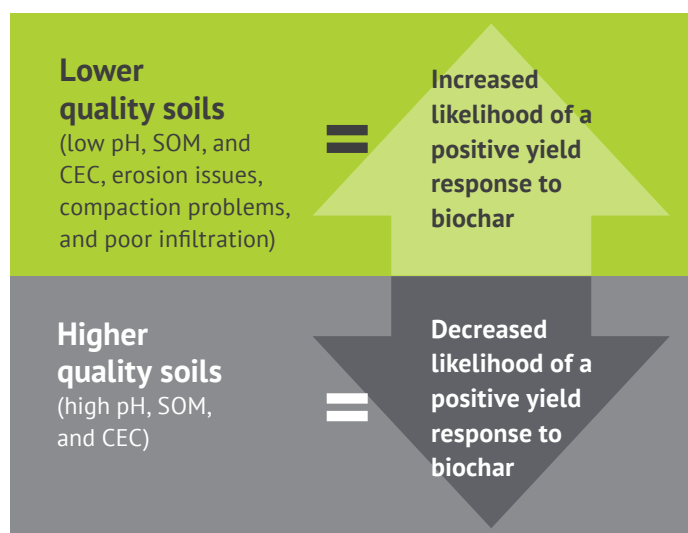 Lower
quality soils
(low pH, SOM, and
CEC, erosion issues,
compaction problems,
and poor infiltration)
=
Increased
likelihood of a
positive yield
response to
biochar
Higher
quality soils
(high pH, SOM,
and CEC)
=
Decreased
likelihood of a
positive yield
response to
biochar